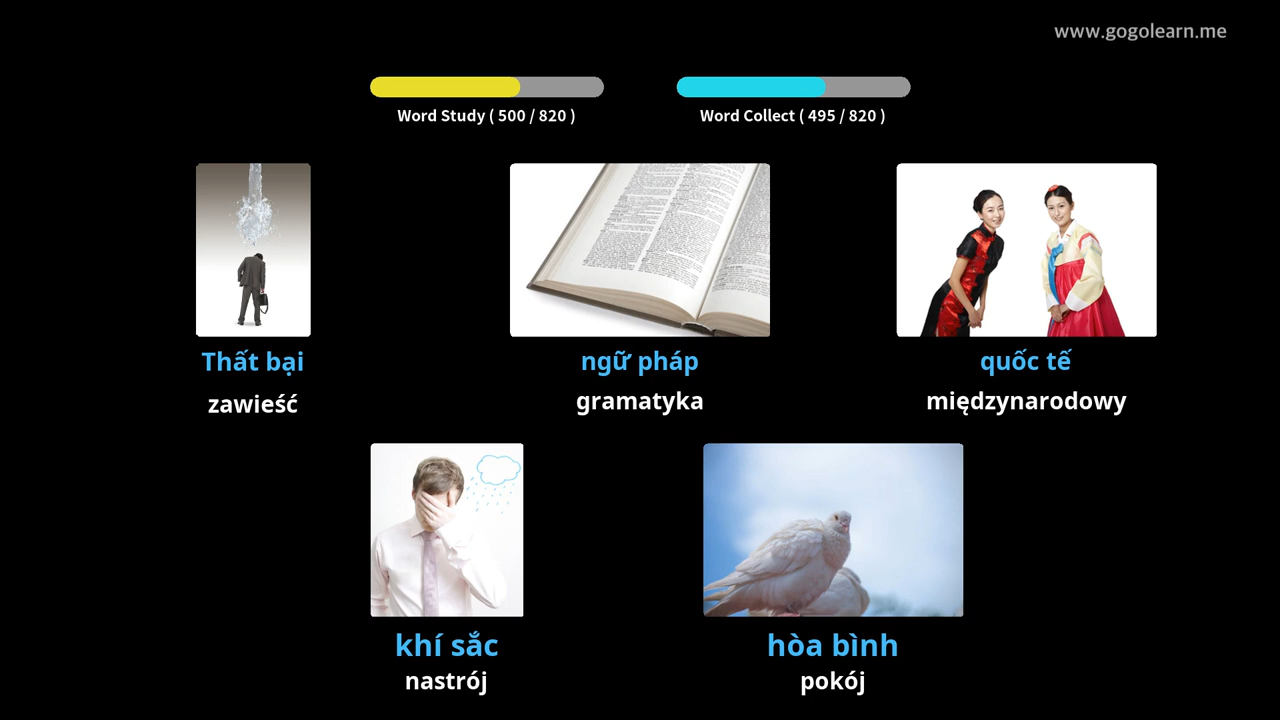 www.gogolearn.me
Word Study ( 500 / 820 )
Word Collect ( 495 / 820 )
Thất bại
zawieść
ngữ pháp
gramatyka
quốc tế
międzynarodowy
khí sắc
nastrój
hòa bình
pokój